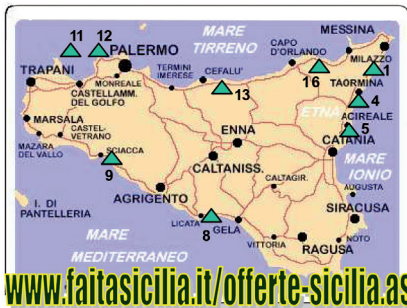 11
12
MARE
TIRRENO
MESSINA
PALERMO
CAPO
D'ORLANDO
MILAZZO
TRAPANI
MONREALE
TERMINI
IMERESE
CEFALU'
16
1
CASTELLAMM.
DEL GOLFO
13
TAORMINA
4
ETNA
ACIREALE
5
MARSALA
CASTEL-
VETRANO
ENNA
CATANIA
MAZARA
DEL VALLO
SCIACCA
9
CALTANISS.
MARE
IONIO
CALTAGIR.
AUGUSTA
I. DI
PANTELLERIA
AGRIGENTO
SIRACUSA
LICATA
8
GELA
MARE
MEDITERRANEO
VITTORIA
RAGUSA
NOTO
www.faitasicilia.it/offerte-sicilia.as